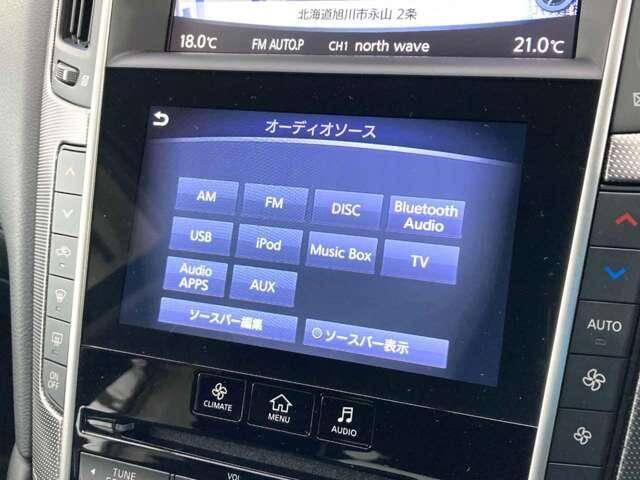 北海道旭川市永山 2条
18.0℃ FM AUTO.P CH1 north wave 21.0℃
オーディオソース
AM FM DISC Bluetooth Audio
USB iPod Music Box TV
Audio APPS AUX
ソースバー編集 ソースバー表示
AUTO
ON OFF
CLIMATE MENU AUDIO
TUNE VOL